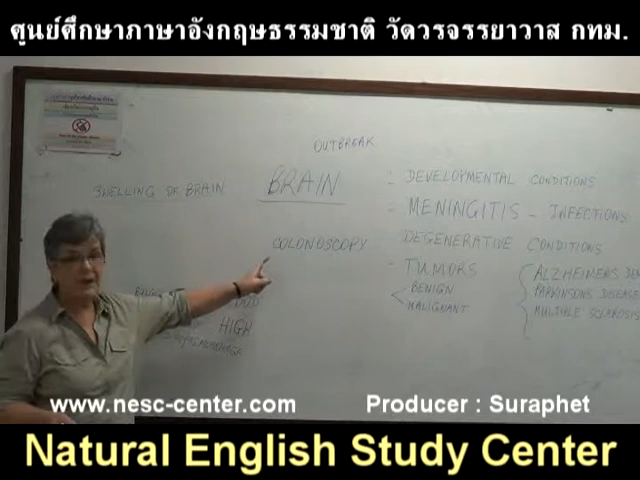 ศูนย์ศึกษาภาษาอังกฤษธรรมชาติ วัดวรจรรยาวาส กทม.
OUTBREAK
SWELLING OF BRAIN
BRAIN
- DEVELOPMENTAL CONDITIONS
- MENINGITIS - INFECTIONS
COLONOSCOPY
DEGENERATIVE CONDITIONS
- TUMORS
BENIGN
MALIGNANT
ALZHEIMERS
PARKINSONS DISEASE
MULTIPLE SCLEROSIS
HIGH
www.nesc-center.com
Producer : Suraphet
Natural English Study Center